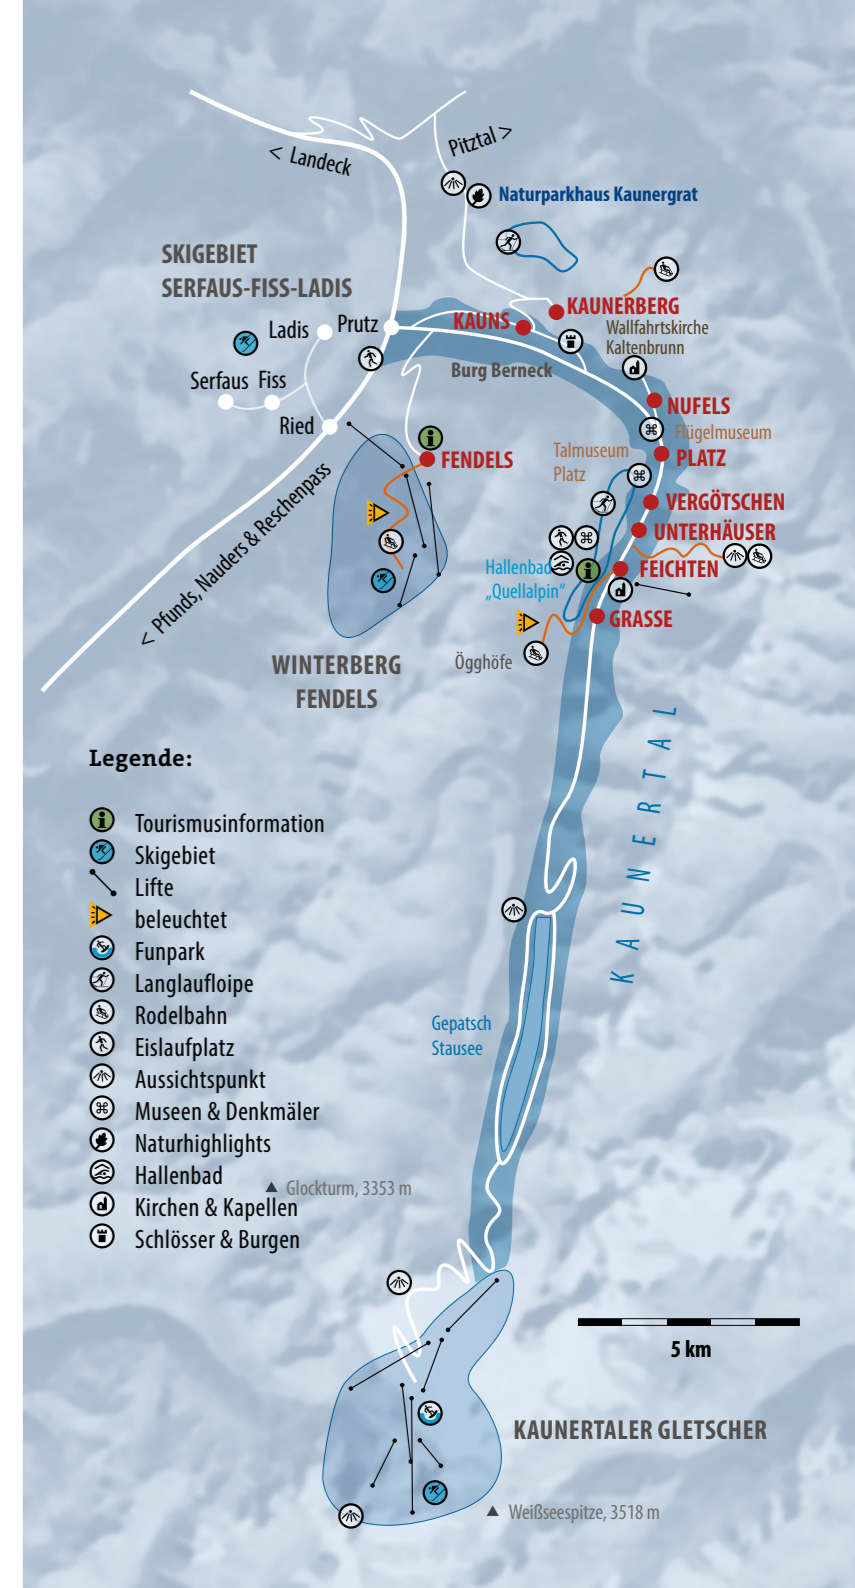 < Landeck
Pitztal >
Naturparkhaus Kaunergrat
SKIGEBIET
SERFAUS-FISS-LADIS
KAUNERBERG
KAUNS
Ladis
Prutz
Wallfahrtskirche
Kaltenbrunn
Burg Berneck
Serfaus
Fiss
NUFELS
Ried
Flügelmuseum
FENDELS
Talmuseum
Platz
PLATZ
VERGÖTSCHEN
UNTERHÄUSER
< Pfunds, Nauders & Reschenpass
Hallenbad
„Quellalpin“
FEICHTEN
GRASSE
Ögghöfe
WINTERBERG
FENDELS
KAUNERTAL
Legende:
Tourismusinformation
Skigebiet
Lifte
beleuchtet
Funpark
Langlaufloipe
Rodelbahn
Eislaufplatz
Aussichtspunkt
Museen & Denkmäler
Naturhighlights
Hallenbad
Kirchen & Kapellen
Schlösser & Burgen
Gepatsch
Stausee
Glockturm, 3353 m
5 km
KAUNERTALER GLETSCHER
Weißseespitze, 3518 m